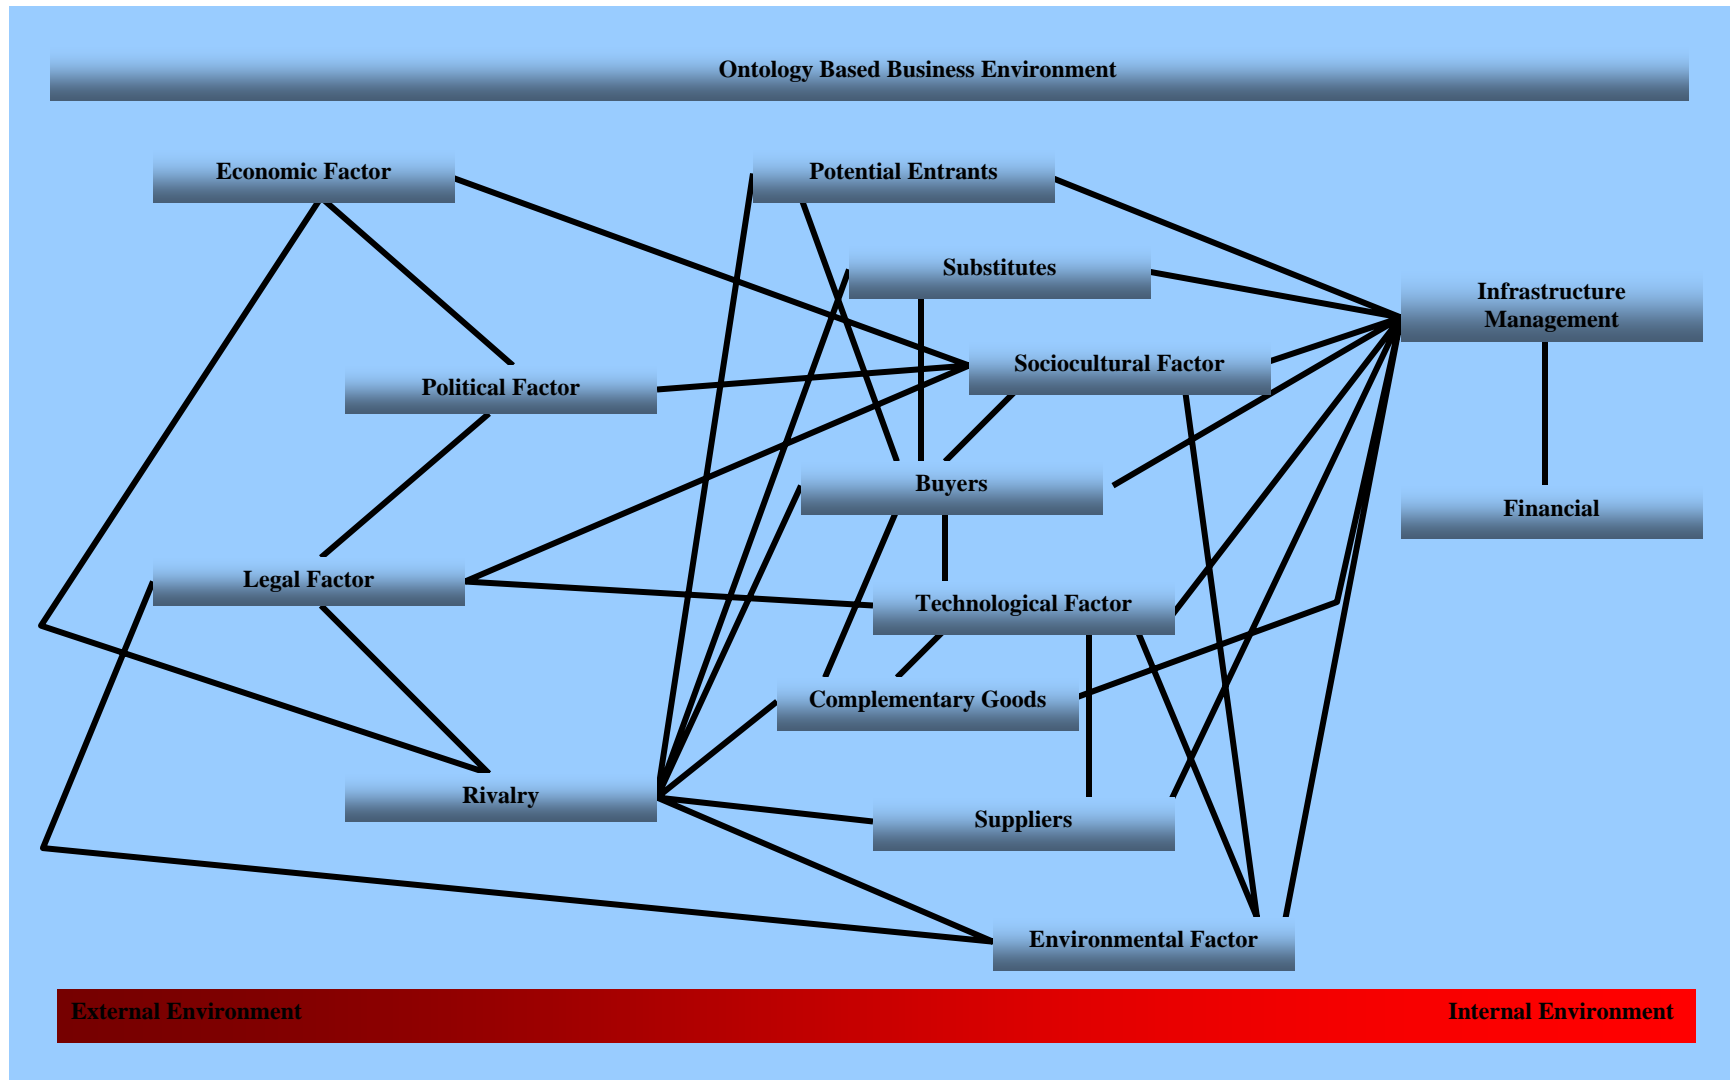 Ontology Based Business Environment
Economic Factor
Potential Entrants
Substitutes
Infrastructure
Management
Sociocultural Factor
Political Factor
Buyers
Financial
Legal Factor
Technological Factor
Complementary Goods
Rivalry
Suppliers
Environmental Factor
External Environment
Internal Environment